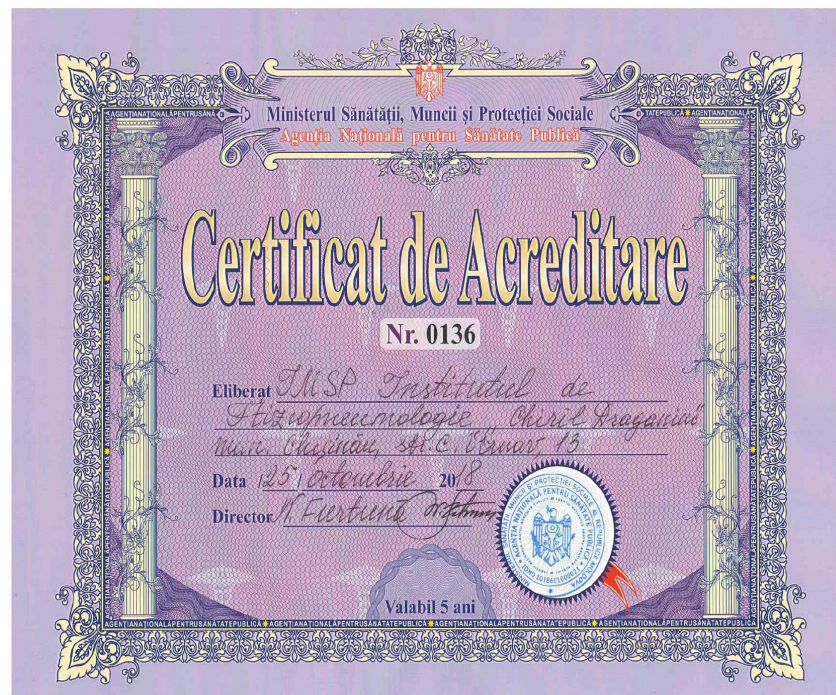 Ministerul Sănătății, Muncii și Protecției Sociale
Agenția Națională pentru Sănătate Publică
Certificat de Acreditare
Nr. 0136
Eliberat IMSP Institutul de
Ftiziopneumologie "Chiril Draganiuc"
mun. Chișinău, str. C. Vârnav, 13
Data 25 octombrie 2018
Director N. Furtună
Valabil 5 ani
AGENȚIANAȚIONALĂPENTRUSĂNĂTATEPUBLICĂ